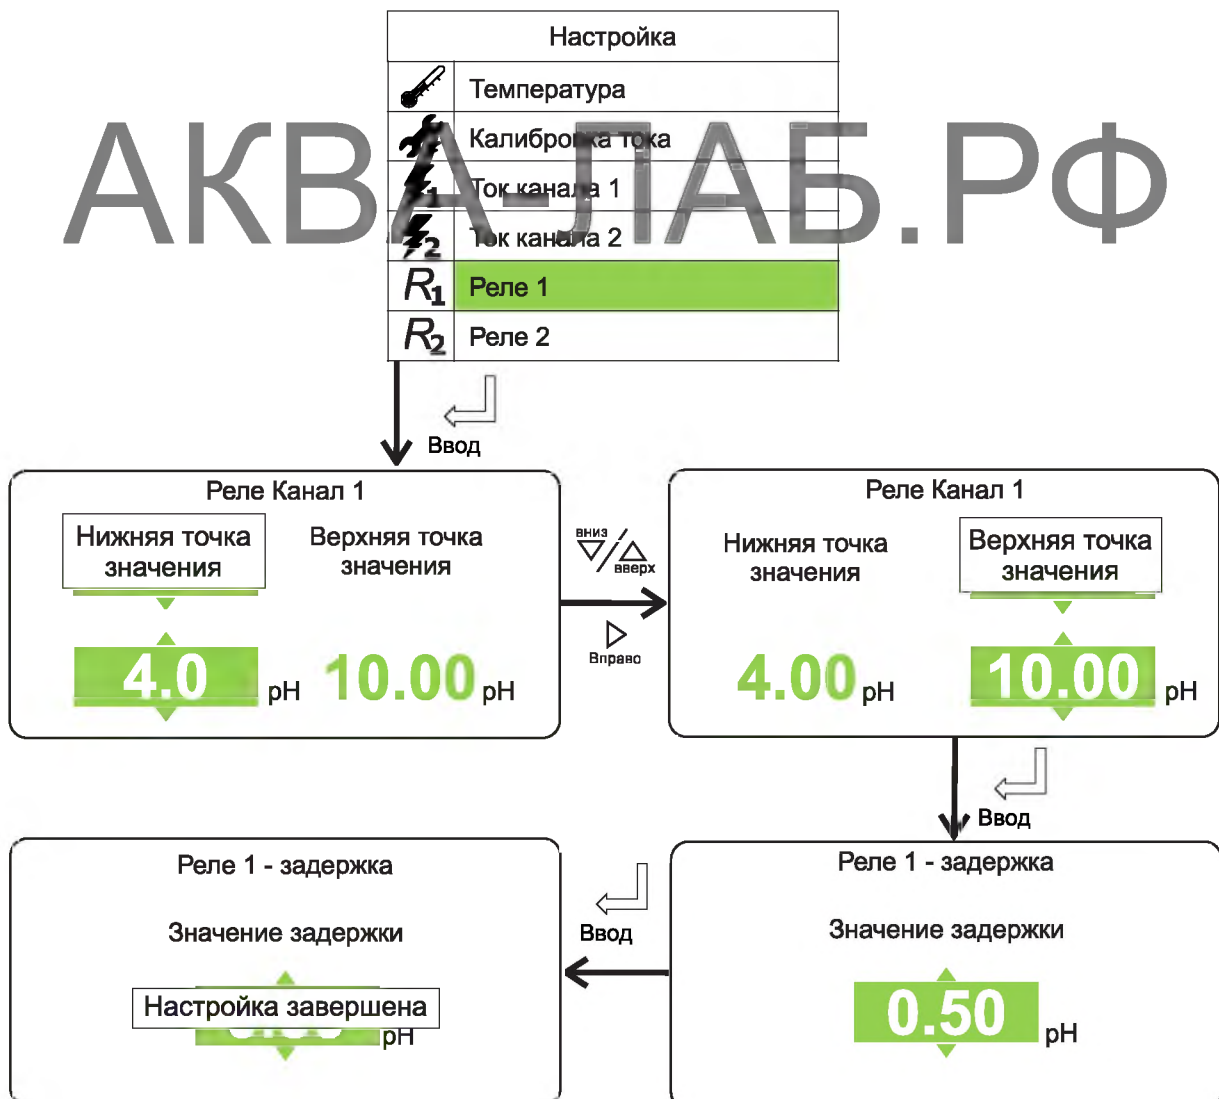 Настройка
Температура
Калибровка тока
1 Ток канала 1
2 Ток канала 2
R1 Реле 1
R2 Реле 2
АКВА-ЛАБ.РФ
Ввод
Реле Канал 1
Нижняя точка
значения
Верхняя точка
значения
4.0 pH
10.00 pH
вниз
вверх
Вправо
Реле Канал 1
Нижняя точка
значения
Верхняя точка
значения
4.00 pH
10.00 pH
Ввод
Реле 1 - задержка
Значение задержки
Настройка завершена
pH
Ввод
Реле 1 - задержка
Значение задержки
0.50 pH